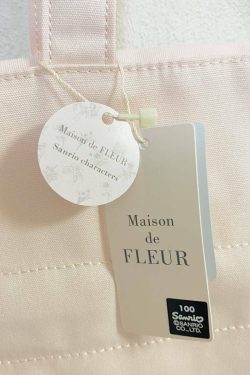 Maison de FLEUR
Sanrio characters
Maison
de
FLEUR
100
Sanrio
©SANRIO
CO.,LTD.